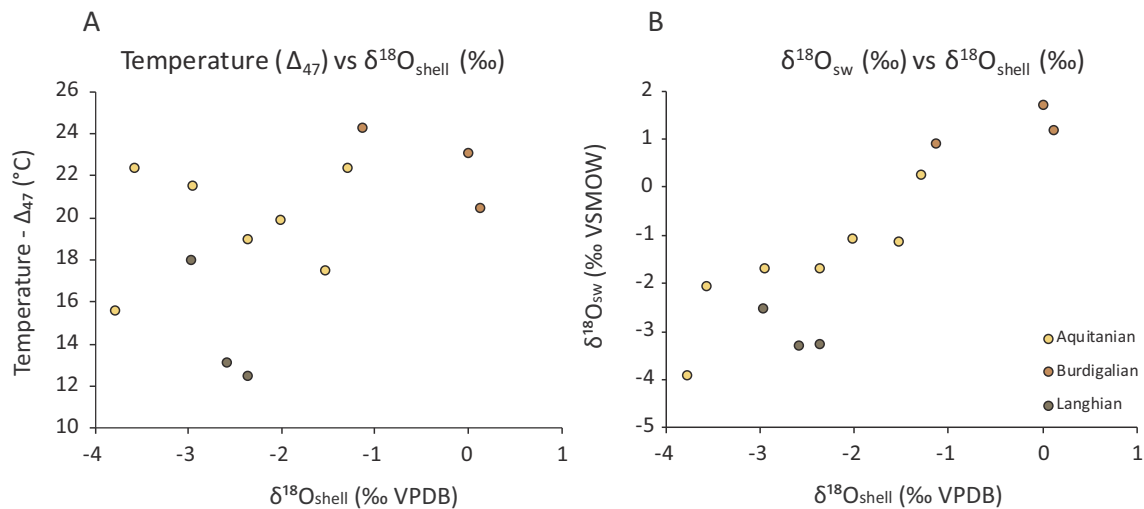 A
Temperature (Δ₄₇) vs δ¹⁸Oshell (‰)
26
24
22
20
18
16
14
12
10
-4 -3 -2 -1 0 1
Temperature - Δ₄₇ (°C)
δ¹⁸Oshell (‰ VPDB)
B
δ¹⁸Osw (‰) vs δ¹⁸Oshell (‰)
2
1
0
-1
-2
-3
-4
-5
-4 -3 -2 -1 0 1
δ¹⁸Osw (‰ VSMOW)
δ¹⁸Oshell (‰ VPDB)
Aquitanian
Burdigalian
Langhian